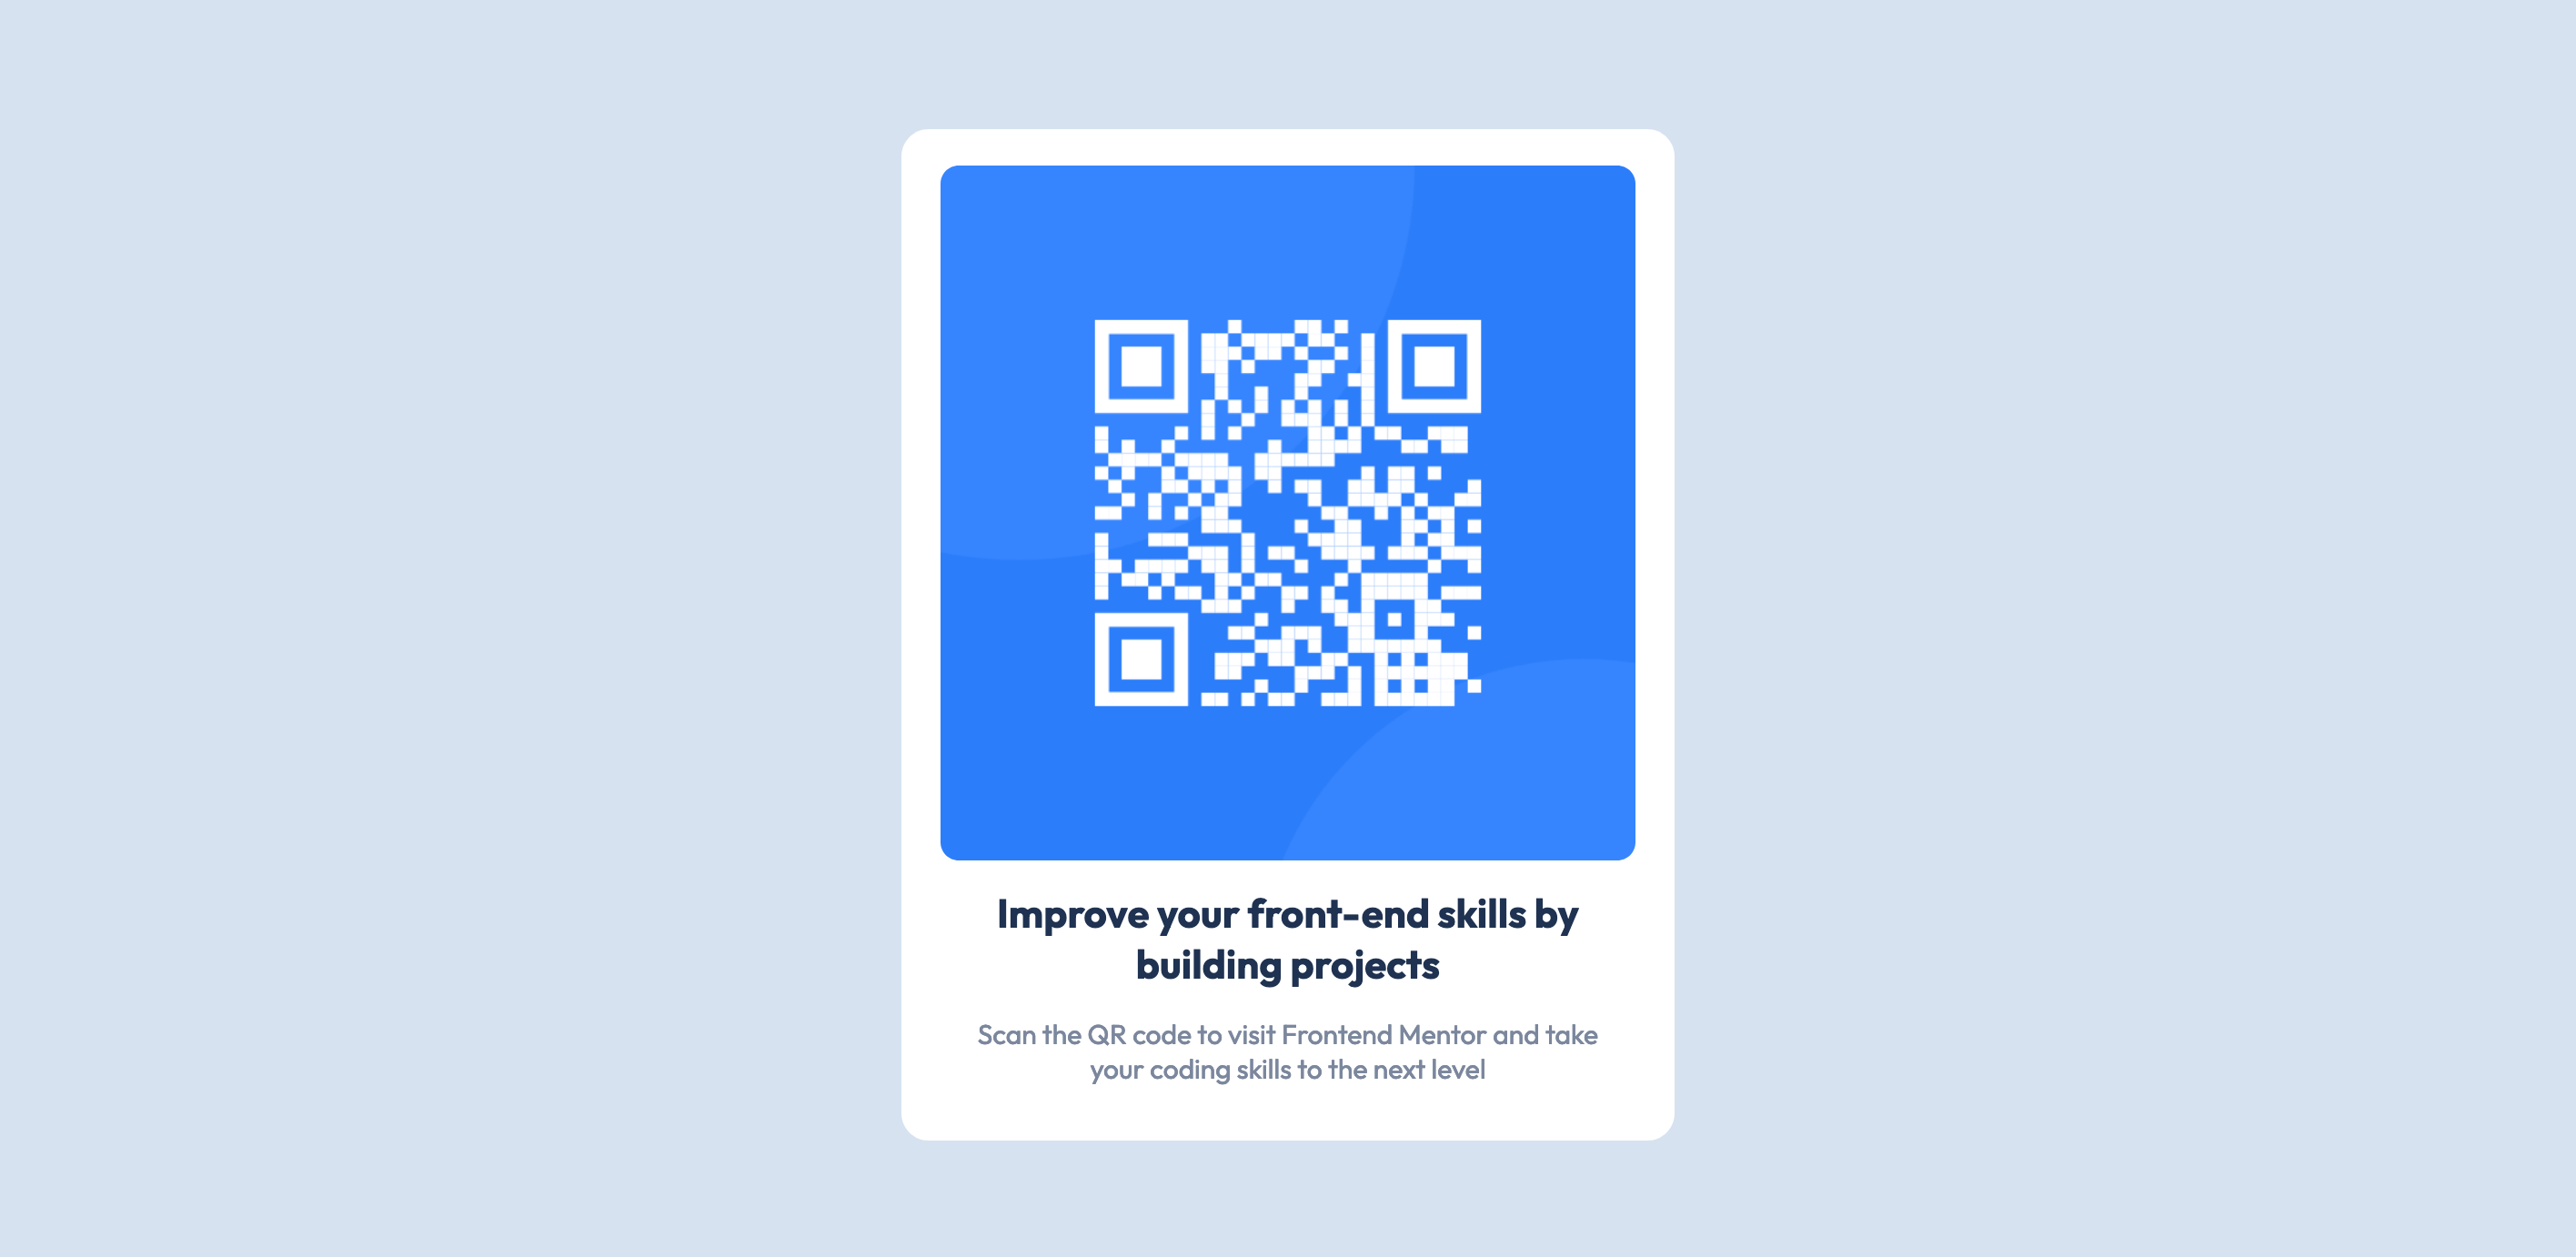 Improve your front-end skills by
building projects
Scan the QR code to visit Frontend Mentor and take
your coding skills to the next level